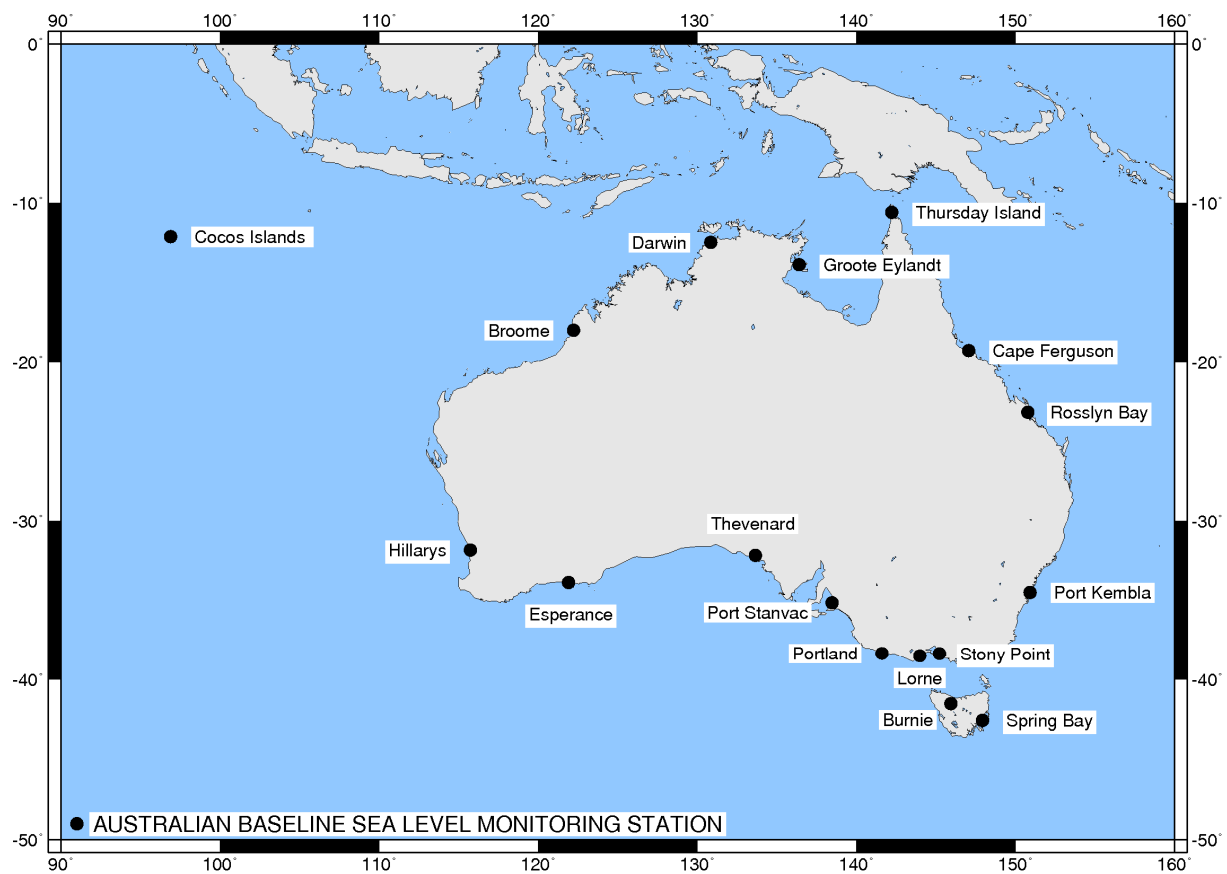 90° 100° 110° 120° 130° 140° 150° 160°
0° 0°
-10° -10°
Thursday Island
Cocos Islands
Darwin
Groote Eylandt
Broome
Cape Ferguson
-20° -20°
Rosslyn Bay
-30° -30°
Thevenard
Hillarys
Port Kembla
Esperance
Port Stanvac
Portland
Stony Point
Lorne
-40° -40°
Burnie
Spring Bay
AUSTRALIAN BASELINE SEA LEVEL MONITORING STATION
-50° -50°
90° 100° 110° 120° 130° 140° 150° 160°